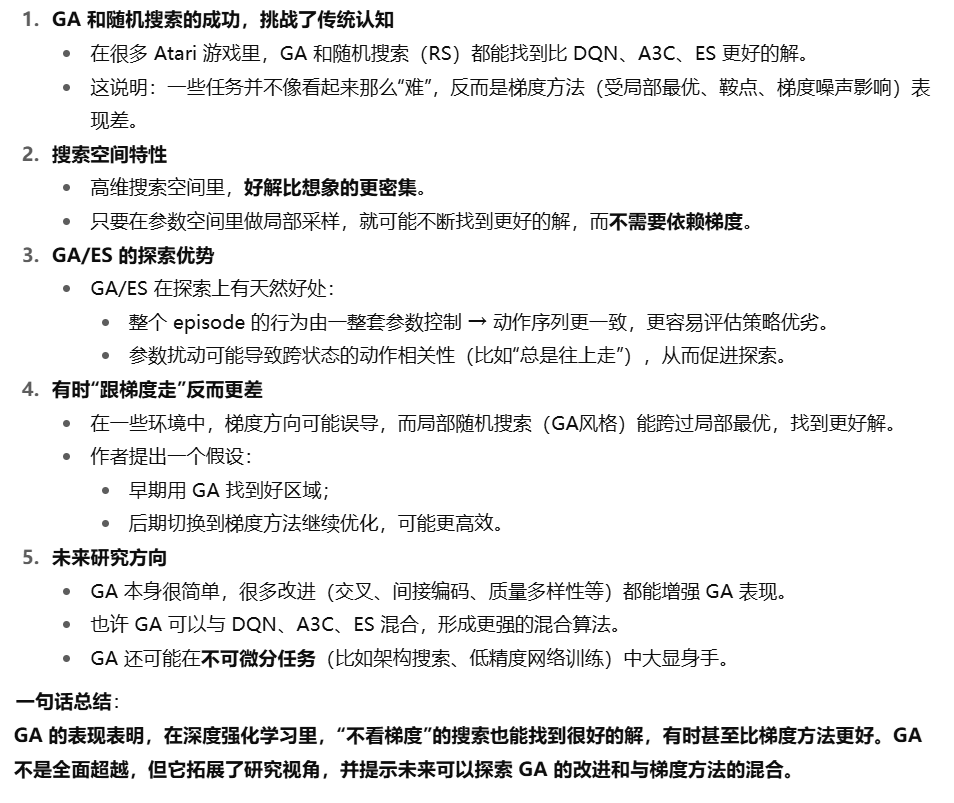 1. GA 和随机搜索的成功，挑战了传统认知
• 在很多 Atari 游戏里，GA 和随机搜索（RS）都能找到比 DQN、A3C、ES 更好的解。
• 这说明：一些任务并不像看起来那么“难”，反而是梯度方法（受局部最优、鞍点、梯度噪声影响）表
现差。
2. 搜索空间特性
• 高维搜索空间里，好解比想象的更密集。
• 只要在参数空间里做局部采样，就可能不断找到更好的解，而不需要依赖梯度。
3. GA/ES 的探索优势
• GA/ES 在探索上有天然好处：
• 整个 episode 的行为由一整套参数控制 → 动作序列更一致，更容易评估策略优劣。
• 参数扰动可能导致跨状态的动作相关性（比如“总是往上走”），从而促进探索。
4. 有时“跟梯度走”反而更差
• 在一些环境中，梯度方向可能误导，而局部随机搜索（GA风格）能跨过局部最优，找到更好解。
• 作者提出一个假设：
• 早期用 GA 找到好区域；
• 后期切换到梯度方法继续优化，可能更高效。
5. 未来研究方向
• GA 本身很简单，很多改进（交叉、间接编码、质量多样性等）都能增强 GA 表现。
• 也许 GA 可以与 DQN、A3C、ES 混合，形成更强的混合算法。
• GA 还可能在不可微分任务（比如架构搜索、低精度网络训练）中大显身手。
一句话总结：
GA 的表现表明，在深度强化学习里，“不看梯度”的搜索也能找到很好的解，有时甚至比梯度方法更好。GA
不是全面超越，但它拓展了研究视角，并提示未来可以探索 GA 的改进和与梯度方法的混合。